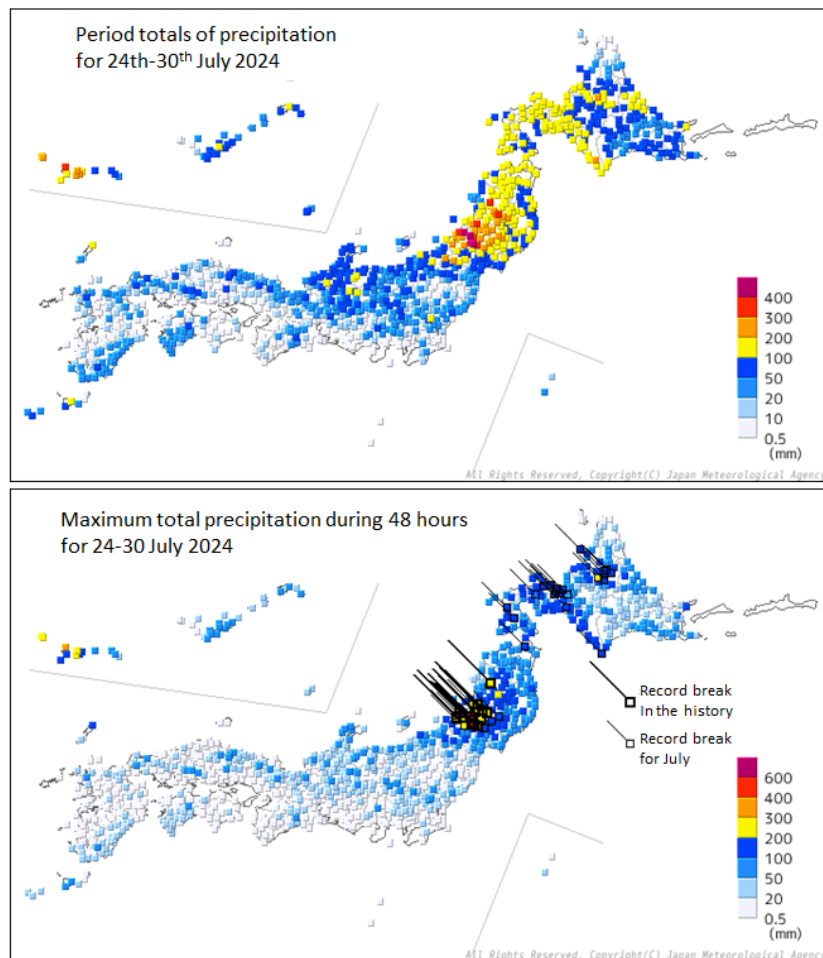 Period totals of precipitation
for 24th-30th July 2024
400
300
200
100
50
20
10
0.5
(mm)
All Rights Reserved, Copyright(C) Japan Meteorological Agency
Maximum total precipitation during 48 hours
for 24-30 July 2024
Record break
In the history
Record break
for July
600
400
300
200
100
50
20
0.5
(mm)
All Rights Reserved, Copyright(C) Japan Meteorological Agency